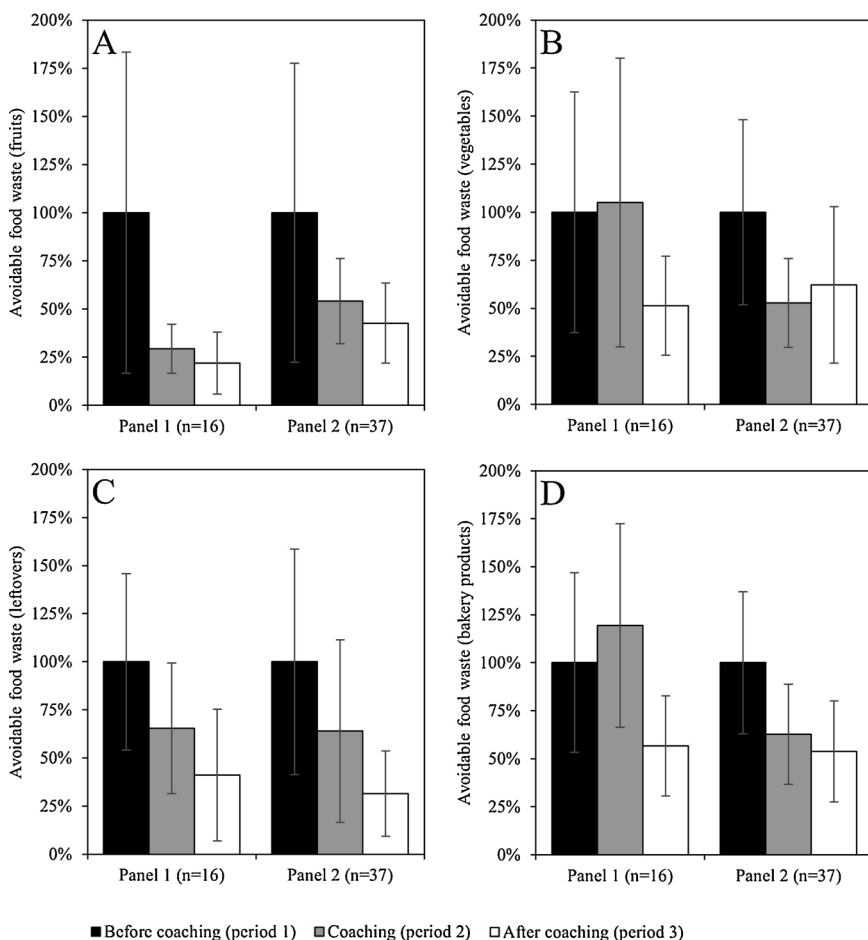 A
Avoidable food waste (fruits)
200%
175%
150%
125%
100%
75%
50%
25%
0%
Panel 1 (n=16)
Panel 2 (n=37)
B
Avoidable food waste (vegetables)
200%
175%
150%
125%
100%
75%
50%
25%
0%
Panel 1 (n=16)
Panel 2 (n=37)
C
Avoidable food waste (leftovers)
200%
175%
150%
125%
100%
75%
50%
25%
0%
Panel 1 (n=16)
Panel 2 (n=37)
D
Avoidable food waste (bakery products)
200%
175%
150%
125%
100%
75%
50%
25%
0%
Panel 1 (n=16)
Panel 2 (n=37)
Before coaching (period 1)
Coaching (period 2)
After coaching (period 3)